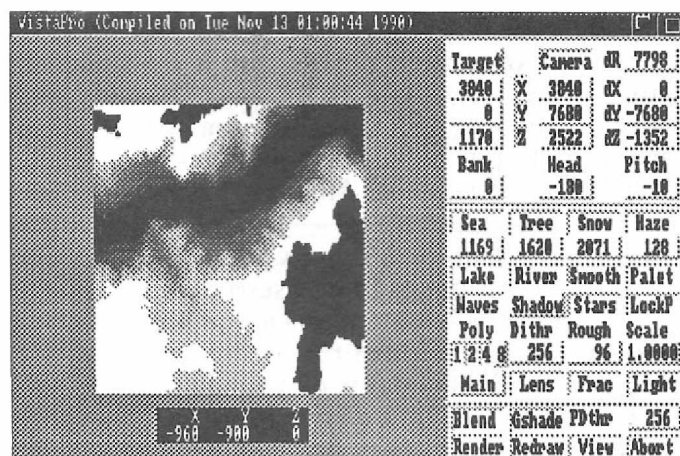 VistaPro (Compiled on Tue Nov 13 01:00:44 1990)
Target Camera dR 7798
3840 X 3840 dX 0
0 Y 7680 dY -7680
1170 Z 2522 dZ -1352
Bank Head Pitch
0 -180 -10
Sea Tree Snow Haze
1169 1620 2071 128
Lake River Smooth Palet
Waves Shadow Stars LockP
Poly Dithr Rough Scale
1 2 4 8 256 96 1.0000
Main Lens Frac Light
Blend Gshade PDthr 256
Render Redraw View Abort
X Y Z
-960 -900 0